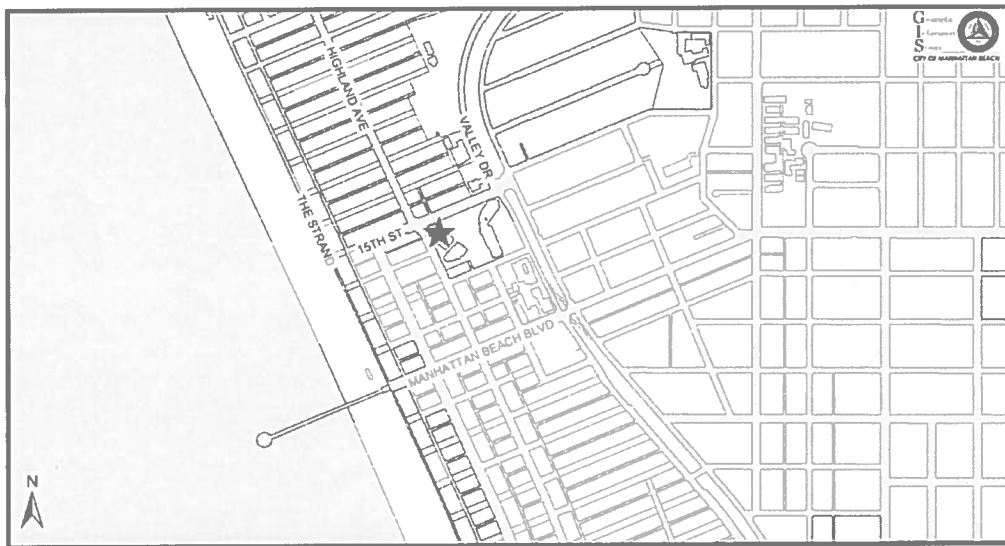 G
I
S
CITY OF MANHATTAN BEACH
HIGHLAND AVE
VALLEY DR
THE STRAND
15TH ST
MANHATTAN BEACH BLVD
N